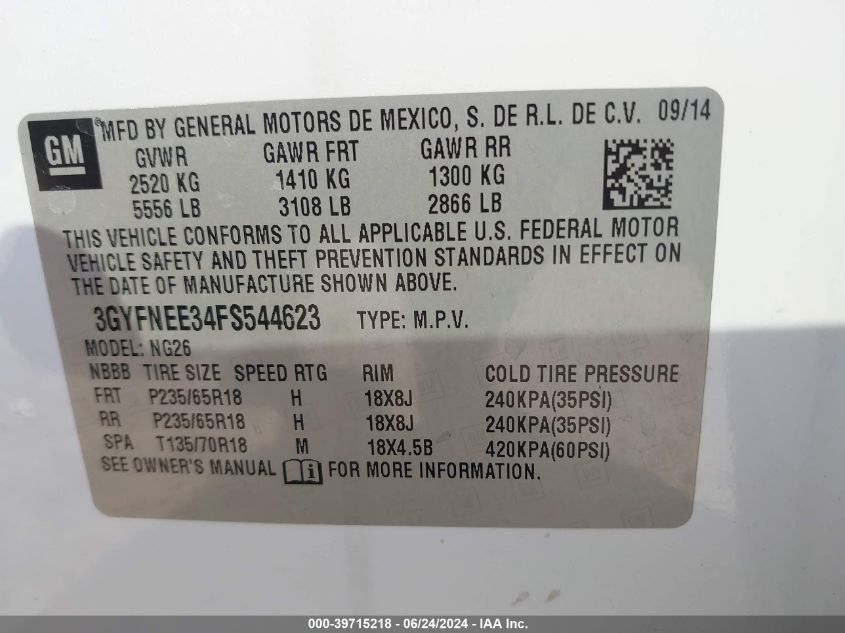 GM ® MFD BY GENERAL MOTORS DE MEXICO, S. DE R.L. DE C.V. 09/14
GVWR GAWR FRT GAWR RR
2520 KG 1410 KG 1300 KG
5556 LB 3108 LB 2866 LB
THIS VEHICLE CONFORMS TO ALL APPLICABLE U.S. FEDERAL MOTOR
VEHICLE SAFETY AND THEFT PREVENTION STANDARDS IN EFFECT ON
THE DATE OF MANUFACTURE SHOWN ABOVE.
3GYFNEE34FS544623 TYPE: M.P.V.
MODEL: NG26
NBBB TIRE SIZE SPEED RTG RIM COLD TIRE PRESSURE
FRT P235/65R18 H 18X8J 240KPA(35PSI)
RR P235/65R18 H 18X8J 240KPA(35PSI)
SPA T135/70R18 M 18X4.5B 420KPA(60PSI)
SEE OWNER'S MANUAL FOR MORE INFORMATION.
000-39715218 - 06/24/2024 - IAA, Inc.